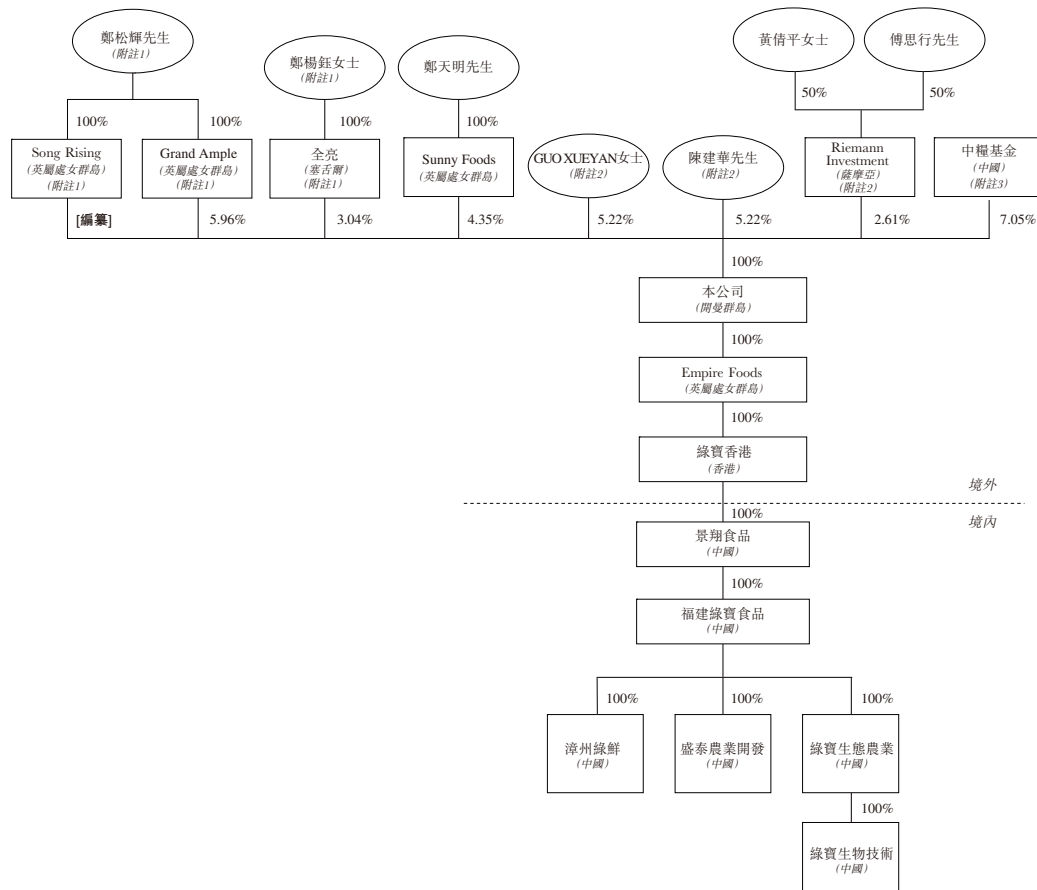 鄭松輝先生
(附註1)
鄭楊鈺女士
(附註1)
鄭天明先生
黃倩平女士
傅思行先生
100%
100%
100%
100%
50%
50%
Song Rising
(英屬處女群島)
(附註1)
Grand Ample
(英屬處女群島)
(附註1)
全亮
(塞舌爾)
(附註1)
Sunny Foods
(英屬處女群島)
GUO XUEYAN女士
(附註2)
陳建華先生
(附註2)
Riemann
Investment
(薩摩亞)
(附註2)
中糧基金
(中國)
(附註3)
[編纂]
5.96%
3.04%
4.35%
5.22%
5.22%
2.61%
7.05%
100%
本公司
(開曼群島)
100%
Empire Foods
(英屬處女群島)
100%
綠寶香港
(香港)
境外
100%
境內
景翔食品
(中國)
100%
福建綠寶食品
(中國)
100%
100%
100%
漳州綠鮮
(中國)
盛泰農業開發
(中國)
綠寶生態農業
(中國)
100%
綠寶生物技術
(中國)